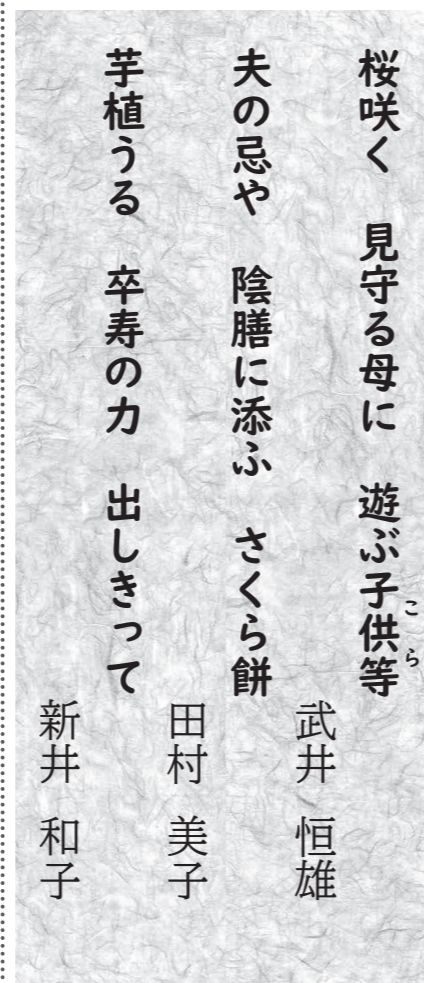 桜咲く　見守る母に　遊ぶ子供等
こら
武井　恒雄
夫の忌や　陰膳に添ふ　さくら餅
田村　美子
芋植うる　卒寿の力　出しきって
新井　和子